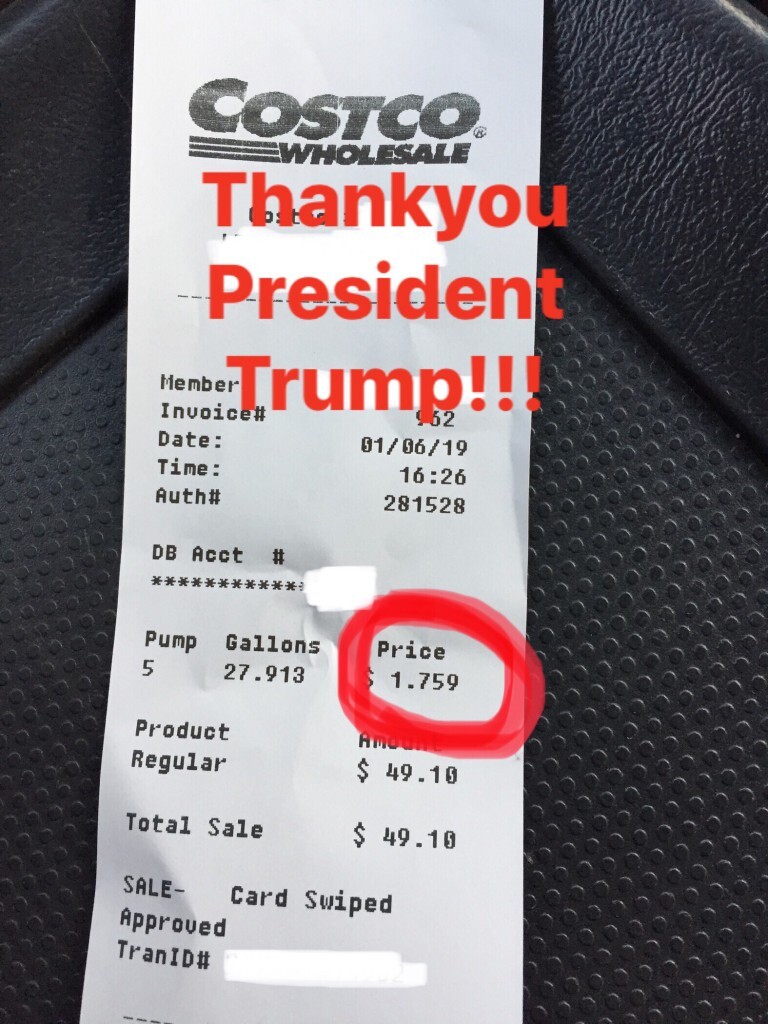 COSTCO
WHOLESALE
Thankyou
President
Trump!!!
Member
Invoice# 962
Date: 01/06/19
Time: 16:26
Auth# 281528
DB Acct #
************
Pump Gallons Price
5 27.913 $ 1.759
Product Amount
Regular $ 49.10
Total Sale $ 49.10
SALE- Card Swiped
Approved
TranID#